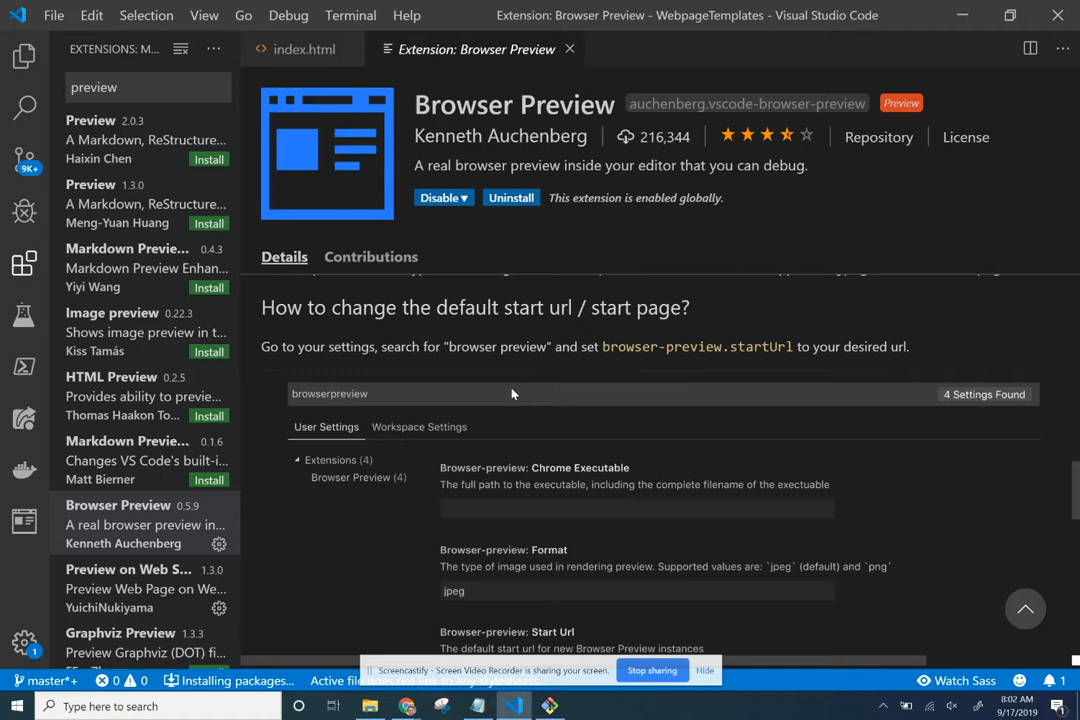 File Edit Selection View Go Debug Terminal Help
Extension: Browser Preview - WebpageTemplates - Visual Studio Code
EXTENSIONS: M...
index.html
Extension: Browser Preview
preview
Preview 2.0.3
A Markdown, ReStructure...
Haixin Chen Install
Preview 1.3.0
A Markdown, ReStructure...
Meng-Yuan Huang Install
Markdown Previe... 0.4.3
Markdown Preview Enhan...
Yiyi Wang Install
Image preview 0.22.3
Shows image preview in t...
Kiss Tamás Install
HTML Preview 0.2.5
Provides ability to previe...
Thomas Haakon To... Install
Markdown Previe... 0.1.6
Changes VS Code's built-i...
Matt Bierner Install
Browser Preview 0.5.9
A real browser preview in...
Kenneth Auchenberg
Preview on Web S... 1.3.0
Preview Web Page on We...
YuichiNukiyama
Graphviz Preview 1.3.3
Preview Graphviz (DOT) fi...
9K+
1
Browser Preview auchenberg.vscode-browser-preview Preview
Kenneth Auchenberg 216,344 Repository License
A real browser preview inside your editor that you can debug.
Disable Uninstall This extension is enabled globally.
Details Contributions
How to change the default start url / start page?
Go to your settings, search for "browser preview" and set browser-preview.startUrl to your desired url.
browserpreview 4 Settings Found
User Settings Workspace Settings
Extensions (4)
Browser Preview (4)
Browser-preview: Chrome Executable
The full path to the executable, including the complete filename of the exectuable
Browser-preview: Format
The type of image used in rendering preview. Supported values are: `jpeg` (default) and `png`
jpeg
Browser-preview: Start Url
The default start url for new Browser Preview instances
Screencastify - Screen Video Recorder is sharing your screen. Stop sharing Hide
master*+ 0 0 Installing packages... Active file does not link to any stylesheets. Watch Sass 1
Type here to search
8:02 AM
9/17/2019
1